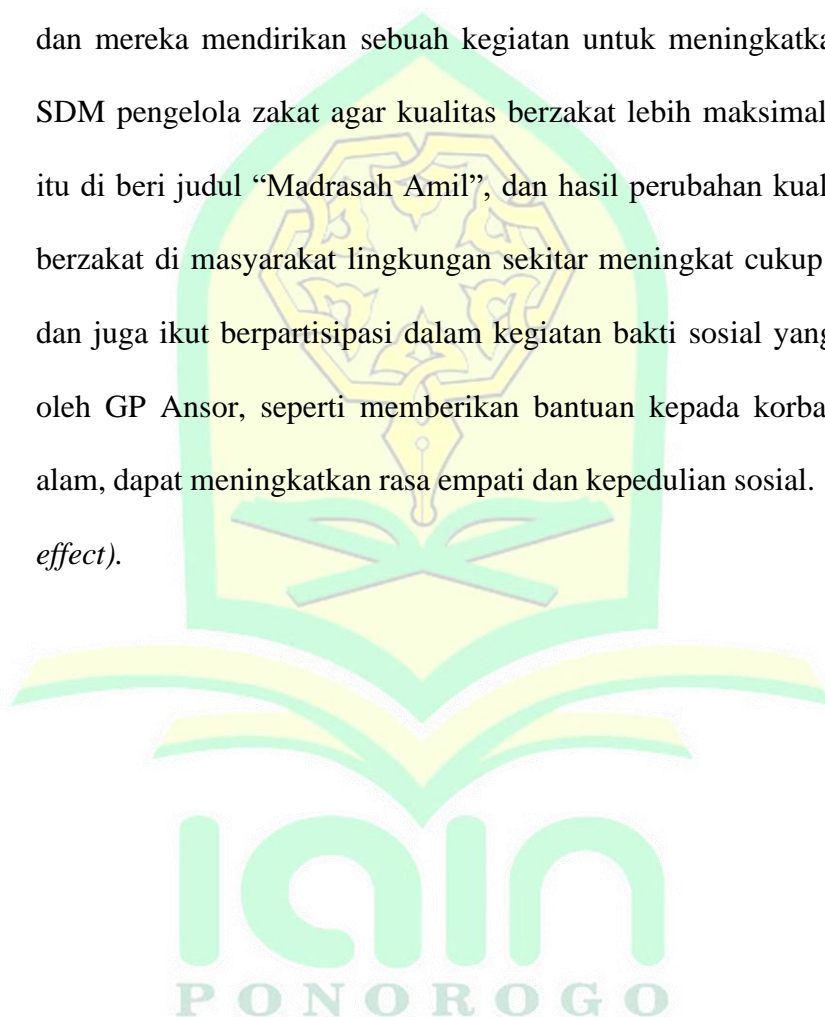 dan mereka mendirikan sebuah kegiatan untuk meningkatka
SDM pengelola zakat agar kualitas berzakat lebih maksimal
itu di beri judul “Madrasah Amil”, dan hasil perubahan kual
berzakat di masyarakat lingkungan sekitar meningkat cukup
dan juga ikut berpartisipasi dalam kegiatan bakti sosial yang
oleh GP Ansor, seperti memberikan bantuan kepada korba
alam, dapat meningkatkan rasa empati dan kepedulian sosial.
effect).
iain
PONOROGO